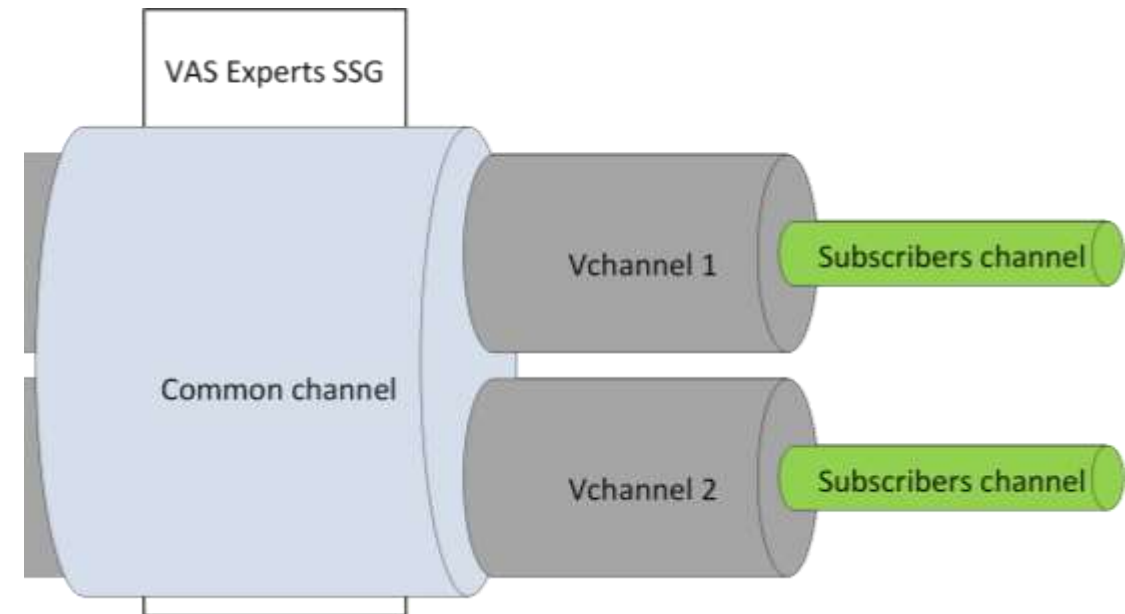 VAS Experts SSG
Vchannel 1
Subscribers channel
Common channel
Vchannel 2
Subscribers channel